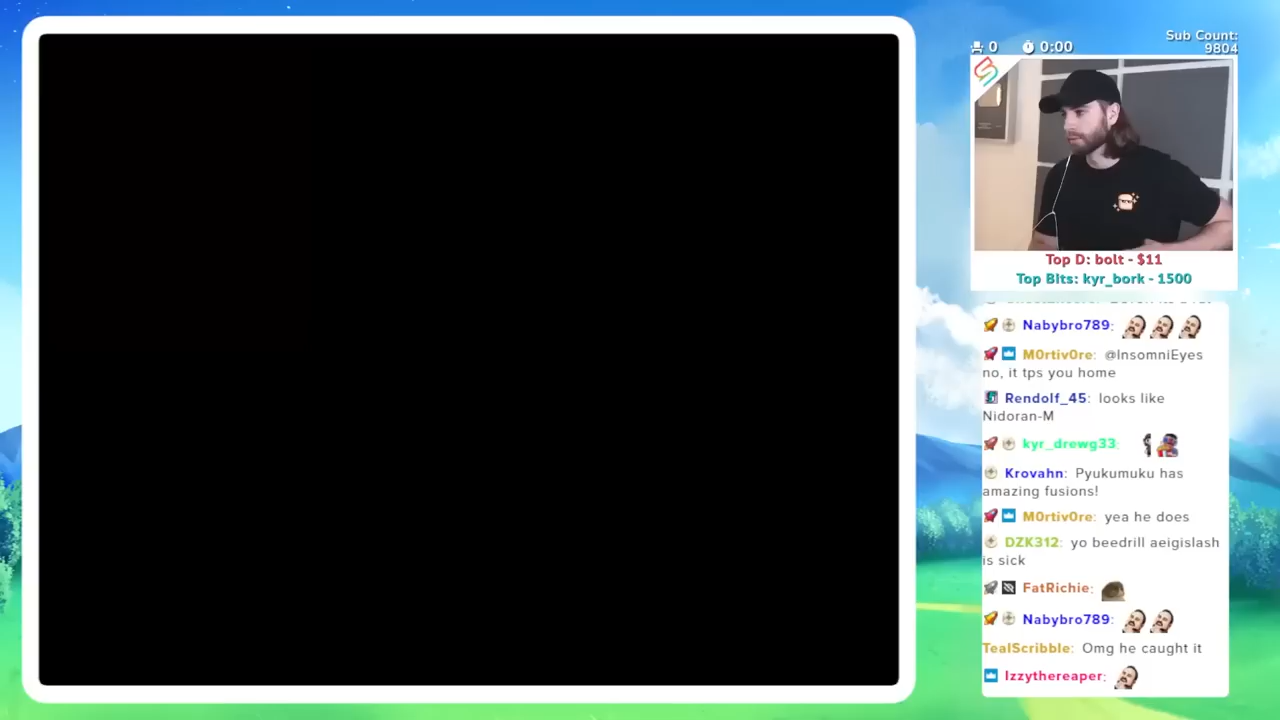 Sub Count:
0 0:00 9804
Top D: bolt - $11
Top Bits: kyr_bork - 1500
Nabybro789:
M0rtiv0re: @InsomniEyes
no, it tps you home
Rendolf_45: looks like
Nidoran-M
kyr_drewg33:
Krovahn: Pyukumuku has
amazing fusions!
M0rtiv0re: yea he does
DZK312: yo beedrill aeigislash
is sick
FatRichie:
Nabybro789:
TealScribble: Omg he caught it
Izzythereaper: